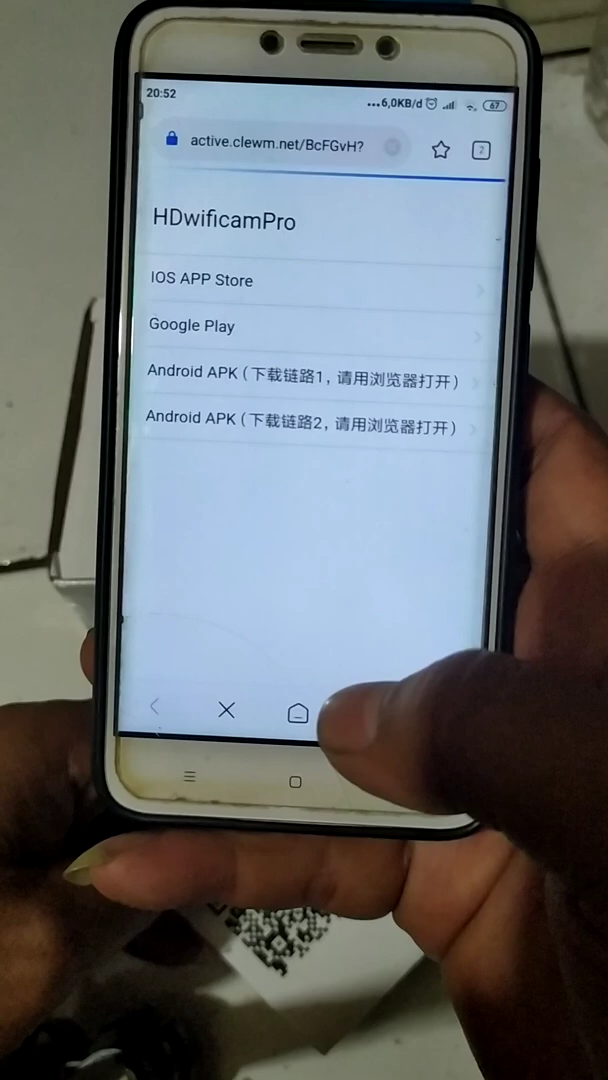 20:52
...6,0KB/d 67
active.clewm.net/BcFGvH? 2
HDwificamPro
IOS APP Store
Google Play
Android APK（下载链路1, 请用浏览器打开）
Android APK（下载链路2, 请用浏览器打开）